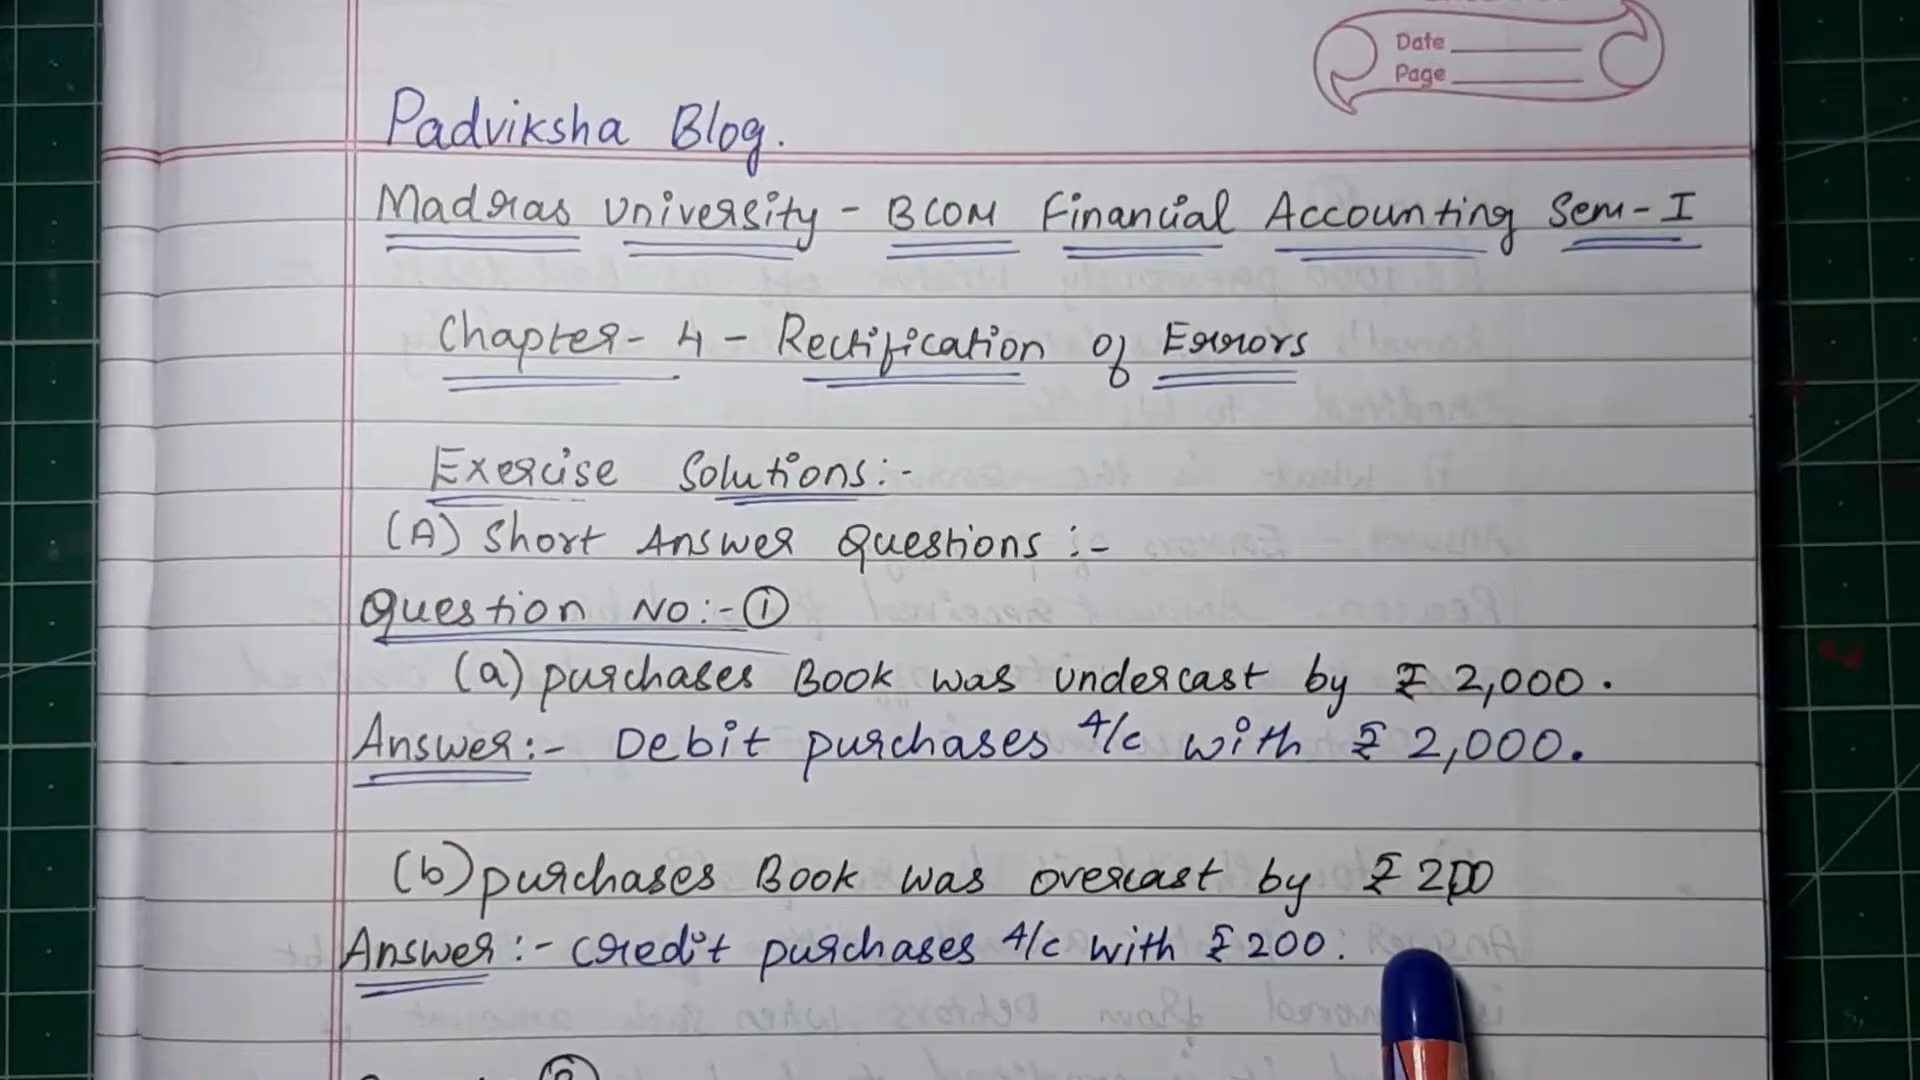 Date
Page
Padviksha Blog.
Madras University - BCOM Financial Accounting Sem-I
Chapter- 4 - Rectification of Errors
Exercise Solutions:-
(A) Short Answer Questions :-
Question No:- ①
(a) purchases Book was undercast by ₹ 2,000.
Answer:- Debit purchases A/c with ₹ 2,000.
(b) purchases Book was overcast by ₹ 200
Answer:- credit purchases A/c with ₹ 200.